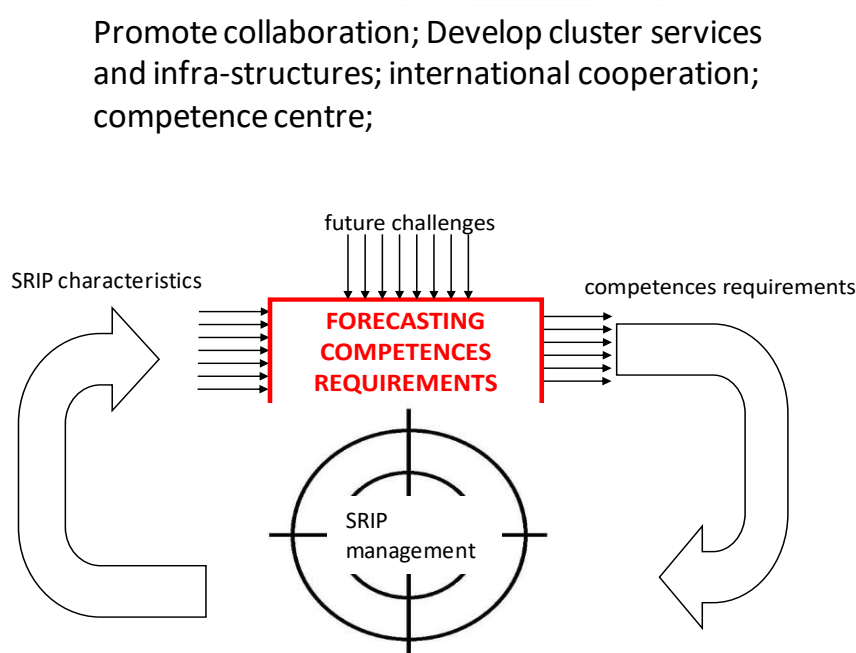 Promote collaboration; Develop cluster services
and infra-structures; international cooperation;
competence centre;
future challenges
SRIP characteristics
competences requirements
FORECASTING
COMPETENCES
REQUIREMENTS
SRIP
management